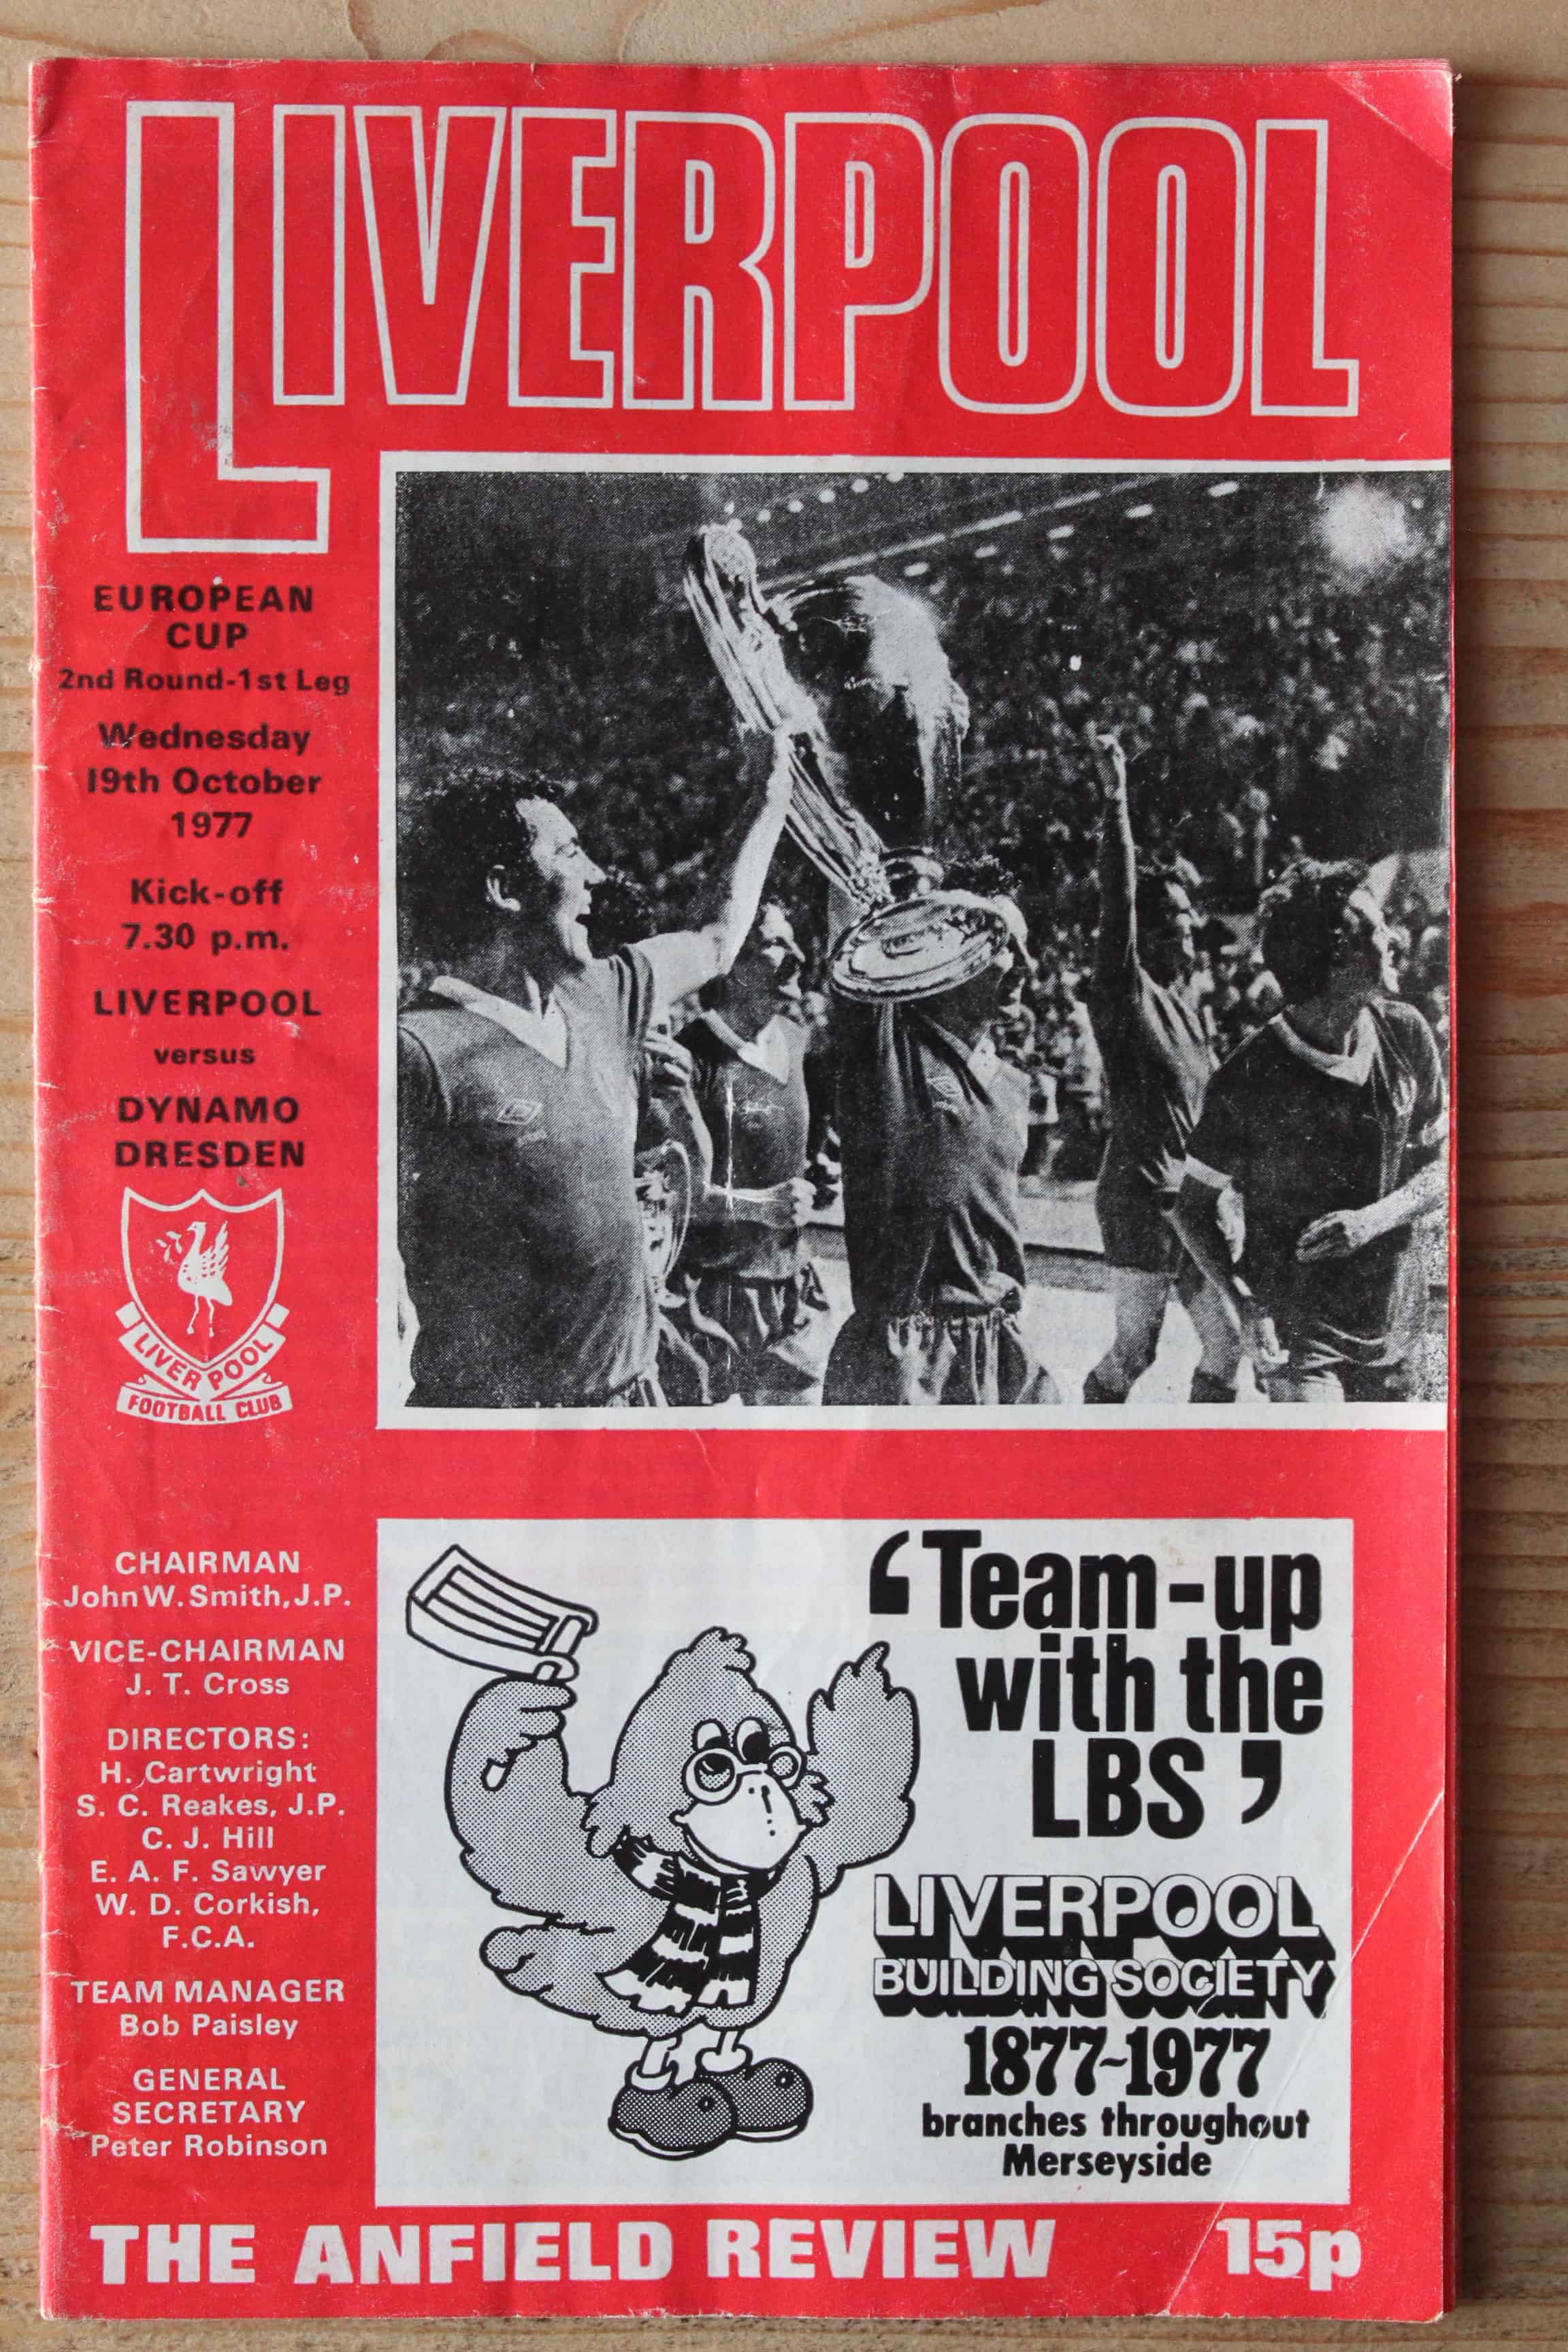 LIVERPOOL
EUROPEAN
CUP
2nd Round-1st Leg
Wednesday
19th October
1977
Kick-off
7.30 p.m.
LIVERPOOL
versus
DYNAMO
DRESDEN
LIVERPOOL
FOOTBALL CLUB
CHAIRMAN
John W. Smith, J.P.
VICE-CHAIRMAN
J. T. Cross
DIRECTORS:
H. Cartwright
S. C. Reakes, J.P.
C. J. Hill
E. A. F. Sawyer
W. D. Corkish,
F.C.A.
TEAM MANAGER
Bob Paisley
GENERAL
SECRETARY
Peter Robinson
‘Team-up
with the
LBS’
LIVERPOOL
BUILDING SOCIETY
1877-1977
branches throughout
Merseyside
THE ANFIELD REVIEW 15p